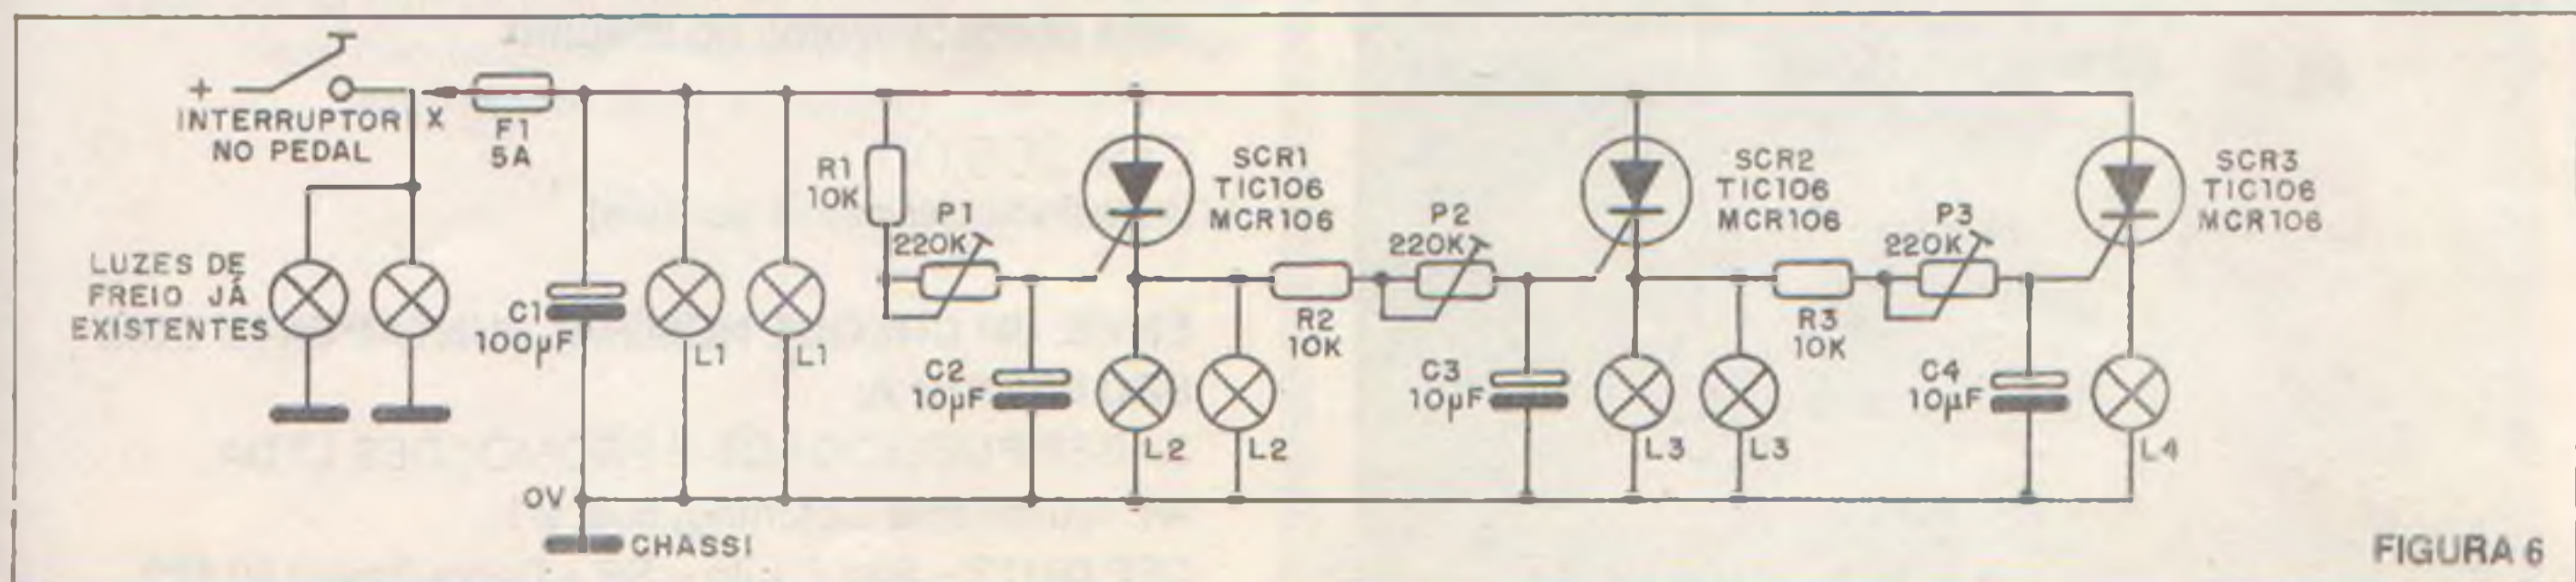 +
INTERRUPTOR
NO PEDAL
X
F1
5A
LUZES DE
FREIO JÁ
EXISTENTES
C1
100µF
L1
L1
R1
10K
P1
220K
C2
10µF
SCR1
TIC106
MCR106
L2
L2
R2
10K
P2
220K
C3
10µF
SCR2
TIC106
MCR106
L3
L3
R3
10K
P3
220K
C4
10µF
SCR3
TIC106
MCR106
L4
0V
CHASSI
FIGURA 6